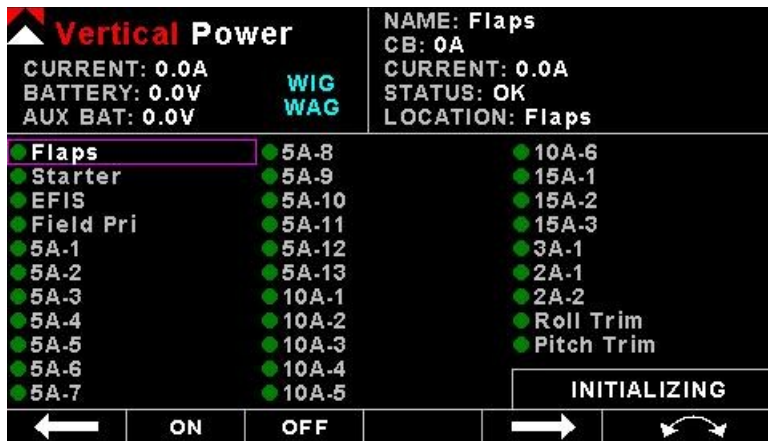 Vertical Power
CURRENT: 0.0A
BATTERY: 0.0V
AUX BAT: 0.0V
WIG
WAG
NAME: Flaps
CB: 0A
CURRENT: 0.0A
STATUS: OK
LOCATION: Flaps
Flaps
Starter
EFIS
Field Pri
5A-1
5A-2
5A-3
5A-4
5A-5
5A-6
5A-7
5A-8
5A-9
5A-10
5A-11
5A-12
5A-13
10A-1
10A-2
10A-3
10A-4
10A-5
10A-6
15A-1
15A-2
15A-3
3A-1
2A-1
2A-2
Roll Trim
Pitch Trim
INITIALIZING
ON
OFF